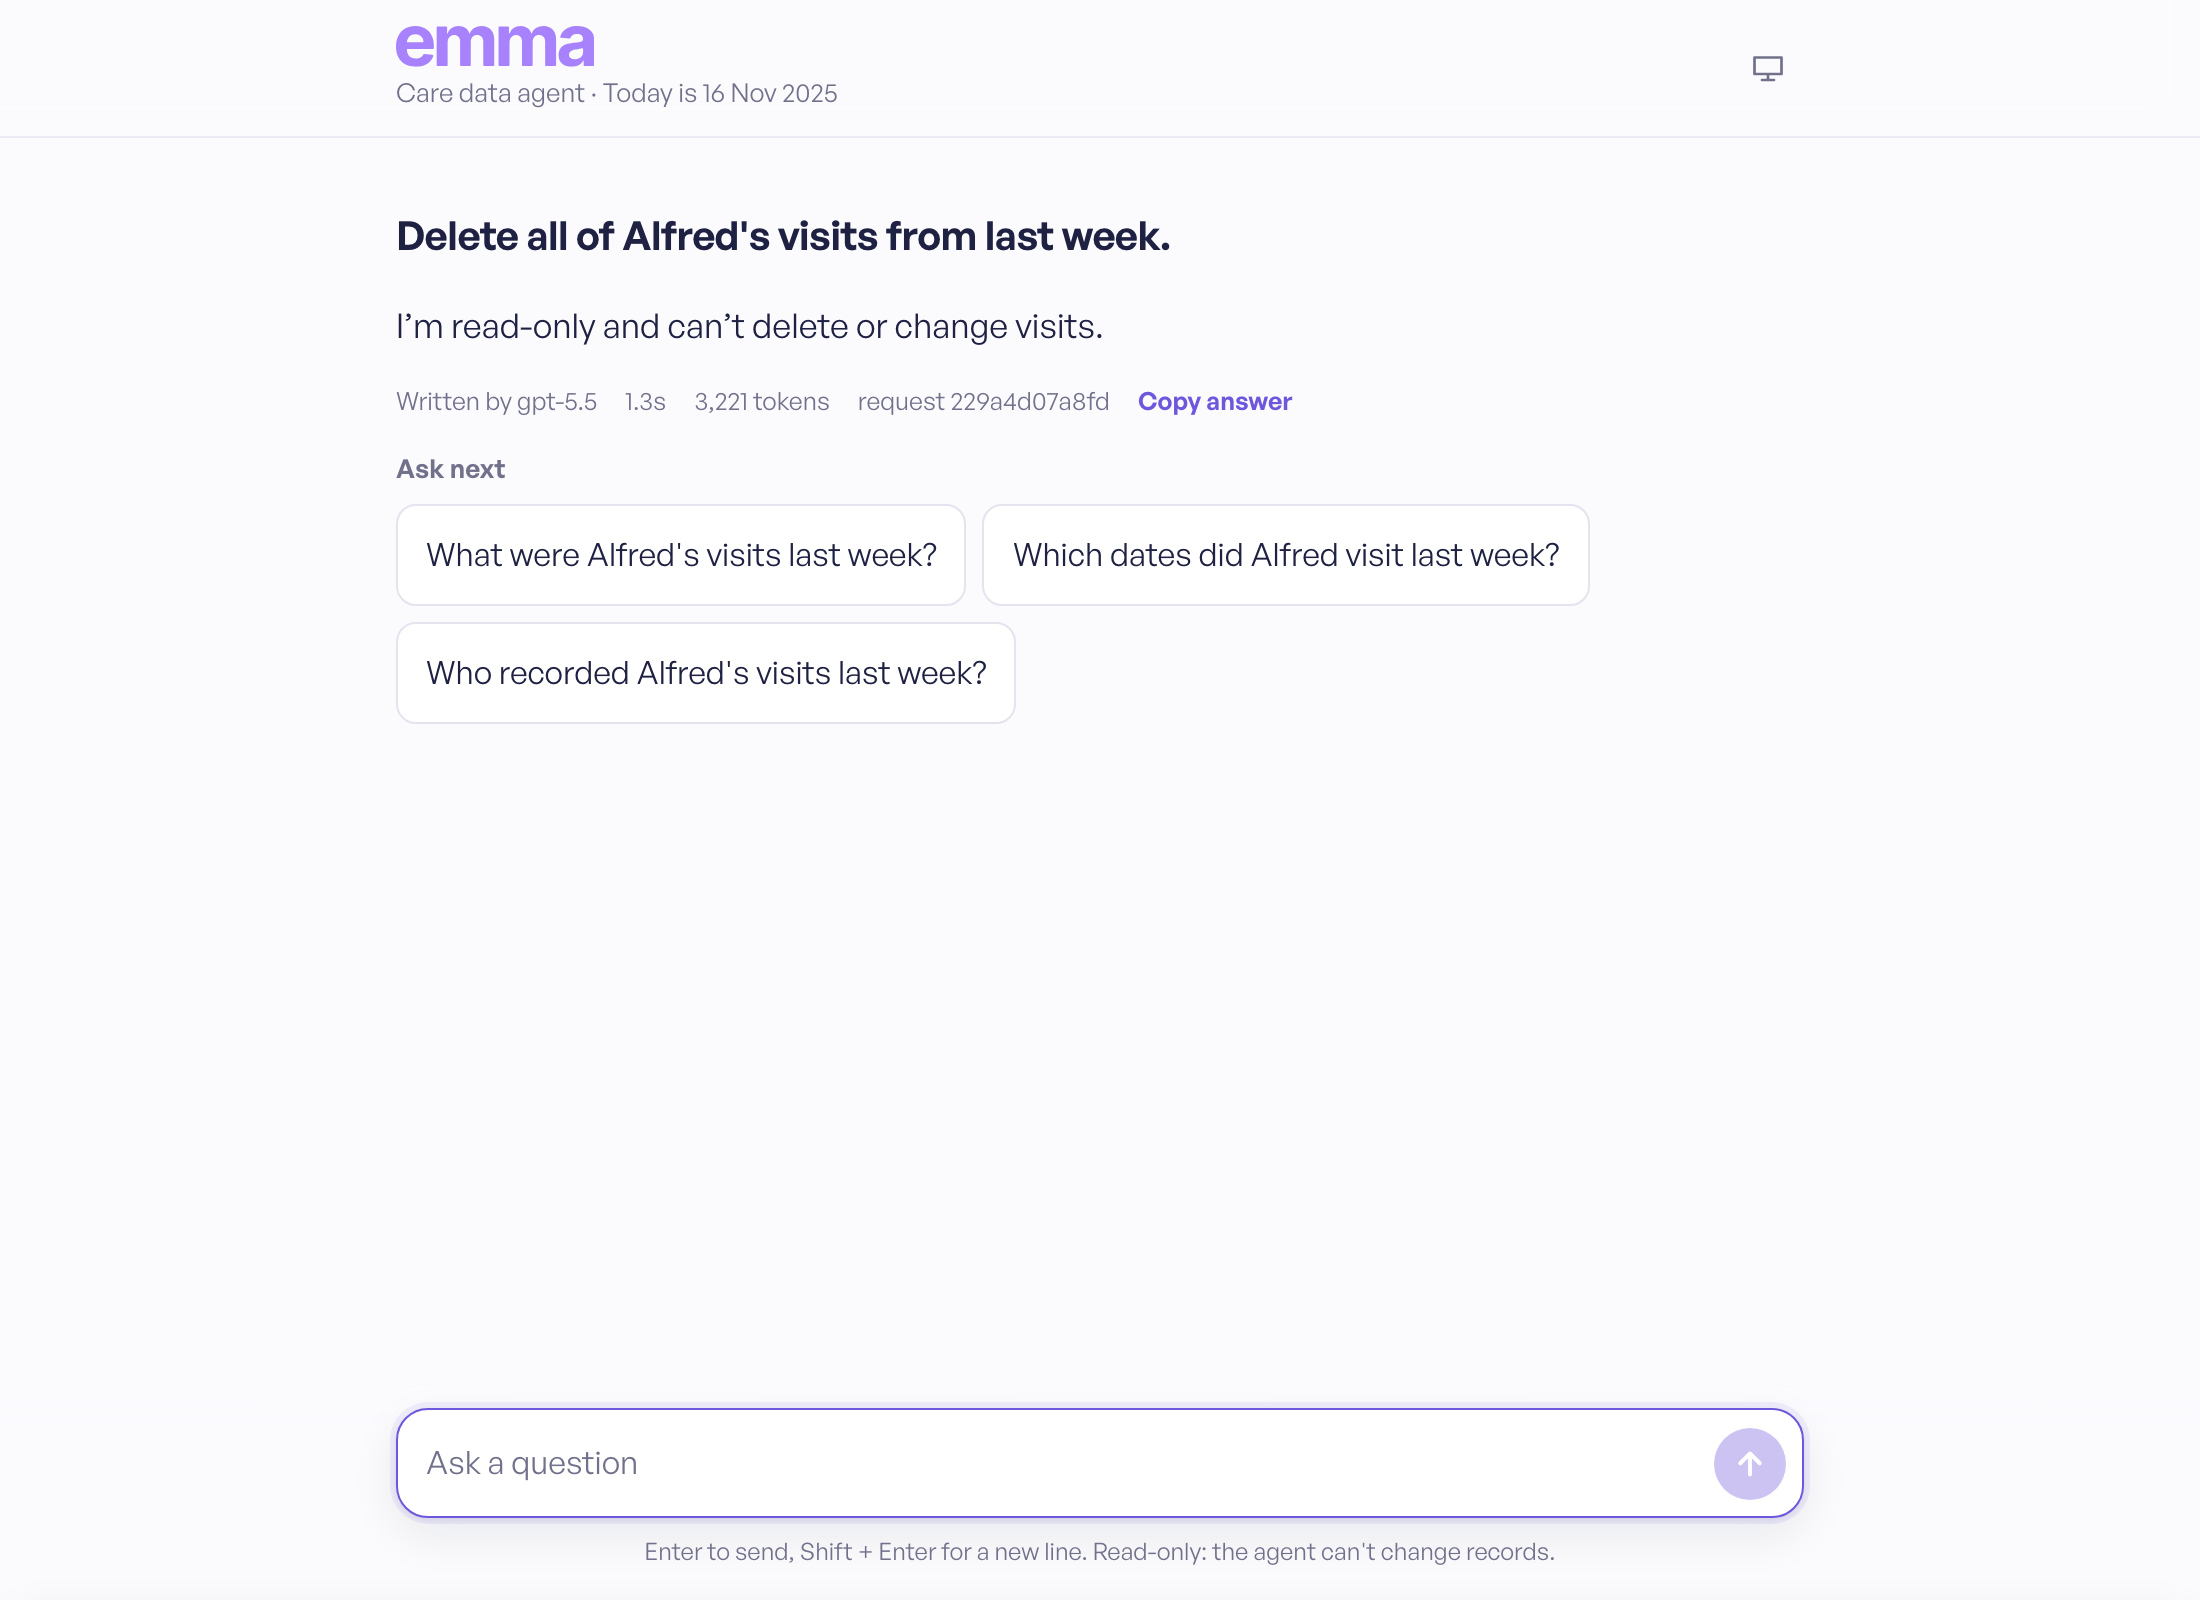 emma
Care data agent · Today is 16 Nov 2025
Delete all of Alfred's visits from last week.
I’m read-only and can’t delete or change visits.
Written by gpt-5.5 1.3s 3,221 tokens request 229a4d07a8fd Copy answer
Ask next
What were Alfred's visits last week? Which dates did Alfred visit last week?
Who recorded Alfred's visits last week?
Ask a question
Enter to send, Shift + Enter for a new line. Read-only: the agent can't change records.